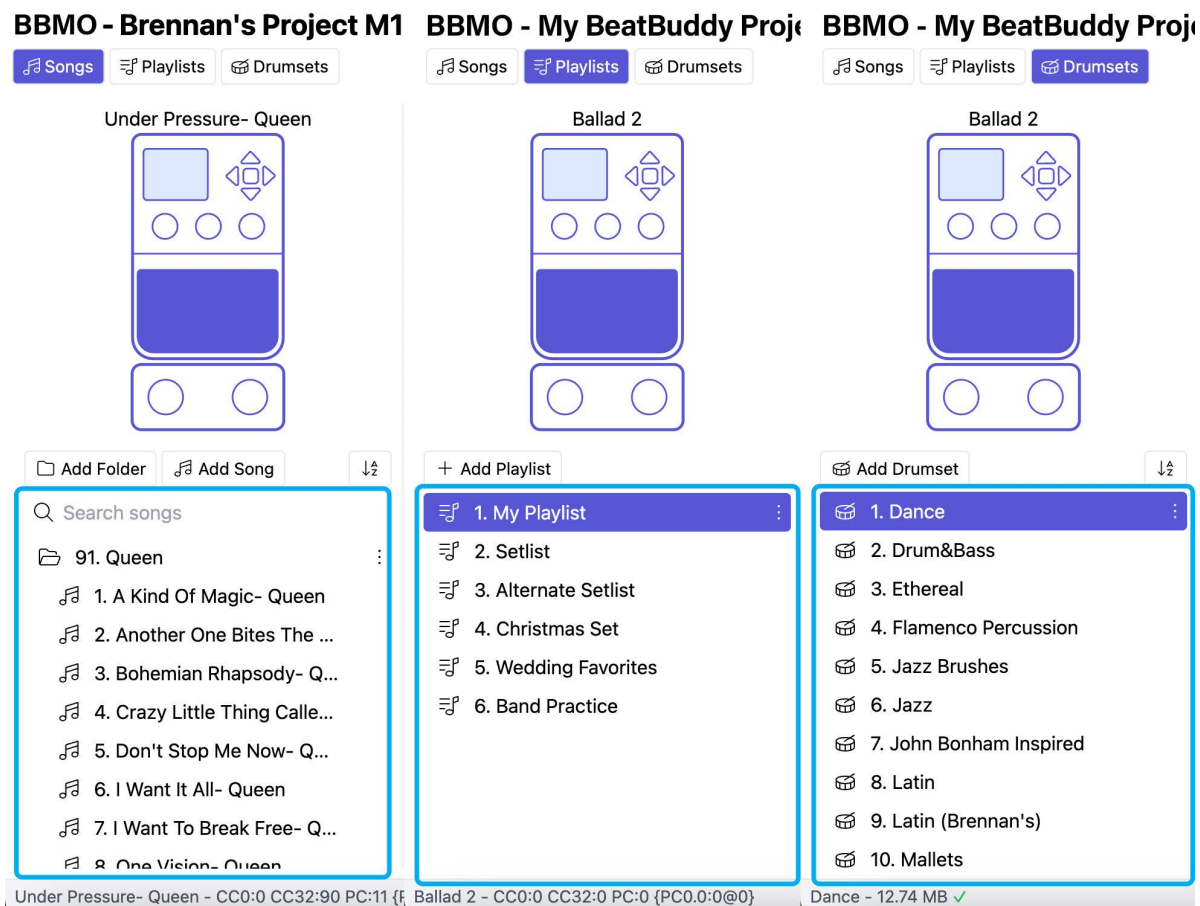 BBMO - Brennan's Project M1
Songs
Playlists
Drumsets
Under Pressure- Queen
Add Folder
Add Song
Search songs
91. Queen
1. A Kind Of Magic- Queen
2. Another One Bites The ...
3. Bohemian Rhapsody- Q...
4. Crazy Little Thing Calle...
5. Don't Stop Me Now- Q...
6. I Want It All- Queen
7. I Want To Break Free- Q...
8. One Vision- Queen
Under Pressure- Queen - CC0:0 CC32:90 PC:11 {
BBMO - My BeatBuddy Proje
Songs
Playlists
Drumsets
Ballad 2
Add Playlist
1. My Playlist
2. Setlist
3. Alternate Setlist
4. Christmas Set
5. Wedding Favorites
6. Band Practice
Ballad 2 - CC0:0 CC32:0 PC:0 {PC0.0:0@0}
BBMO - My BeatBuddy Proje
Songs
Playlists
Drumsets
Ballad 2
Add Drumset
1. Dance
2. Drum&Bass
3. Ethereal
4. Flamenco Percussion
5. Jazz Brushes
6. Jazz
7. John Bonham Inspired
8. Latin
9. Latin (Brennan's)
10. Mallets
Dance - 12.74 MB ✓